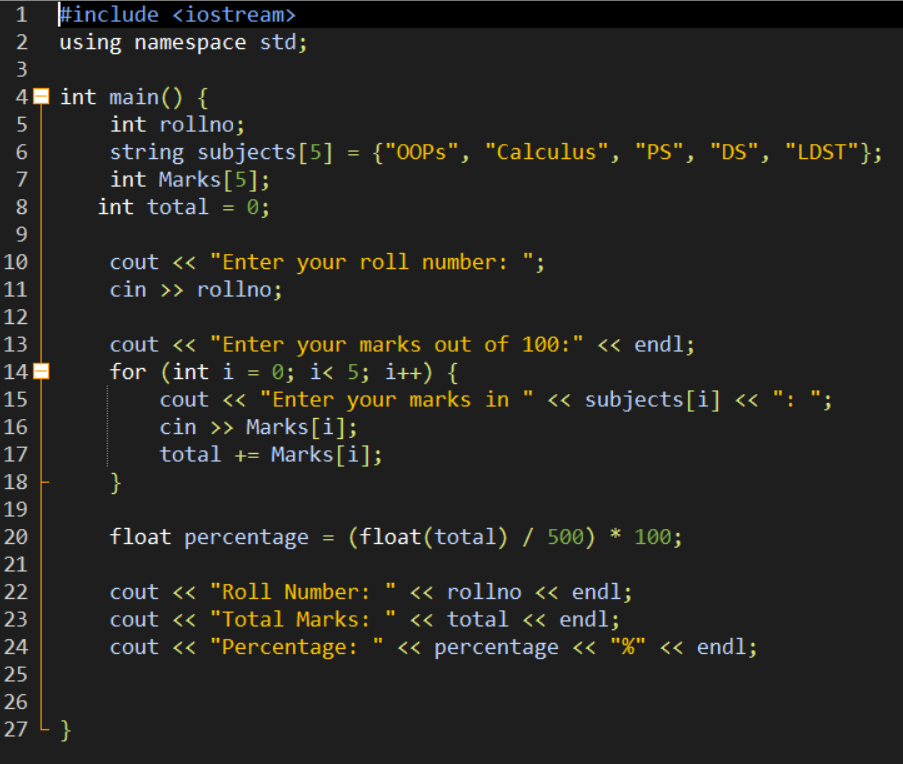 1 #include <iostream>
2 using namespace std;
3
4 int main() {
5     int rollno;
6     string subjects[5] = {"OOPs", "Calculus", "PS", "DS", "LDST"};
7     int Marks[5];
8    int total = 0;
9
10     cout << "Enter your roll number: ";
11     cin >> rollno;
12
13     cout << "Enter your marks out of 100:" << endl;
14     for (int i = 0; i< 5; i++) {
15         cout << "Enter your marks in " << subjects[i] << ": ";
16         cin >> Marks[i];
17         total += Marks[i];
18     }
19
20     float percentage = (float(total) / 500) * 100;
21
22     cout << "Roll Number: " << rollno << endl;
23     cout << "Total Marks: " << total << endl;
24     cout << "Percentage: " << percentage << "%" << endl;
25
26
27 }